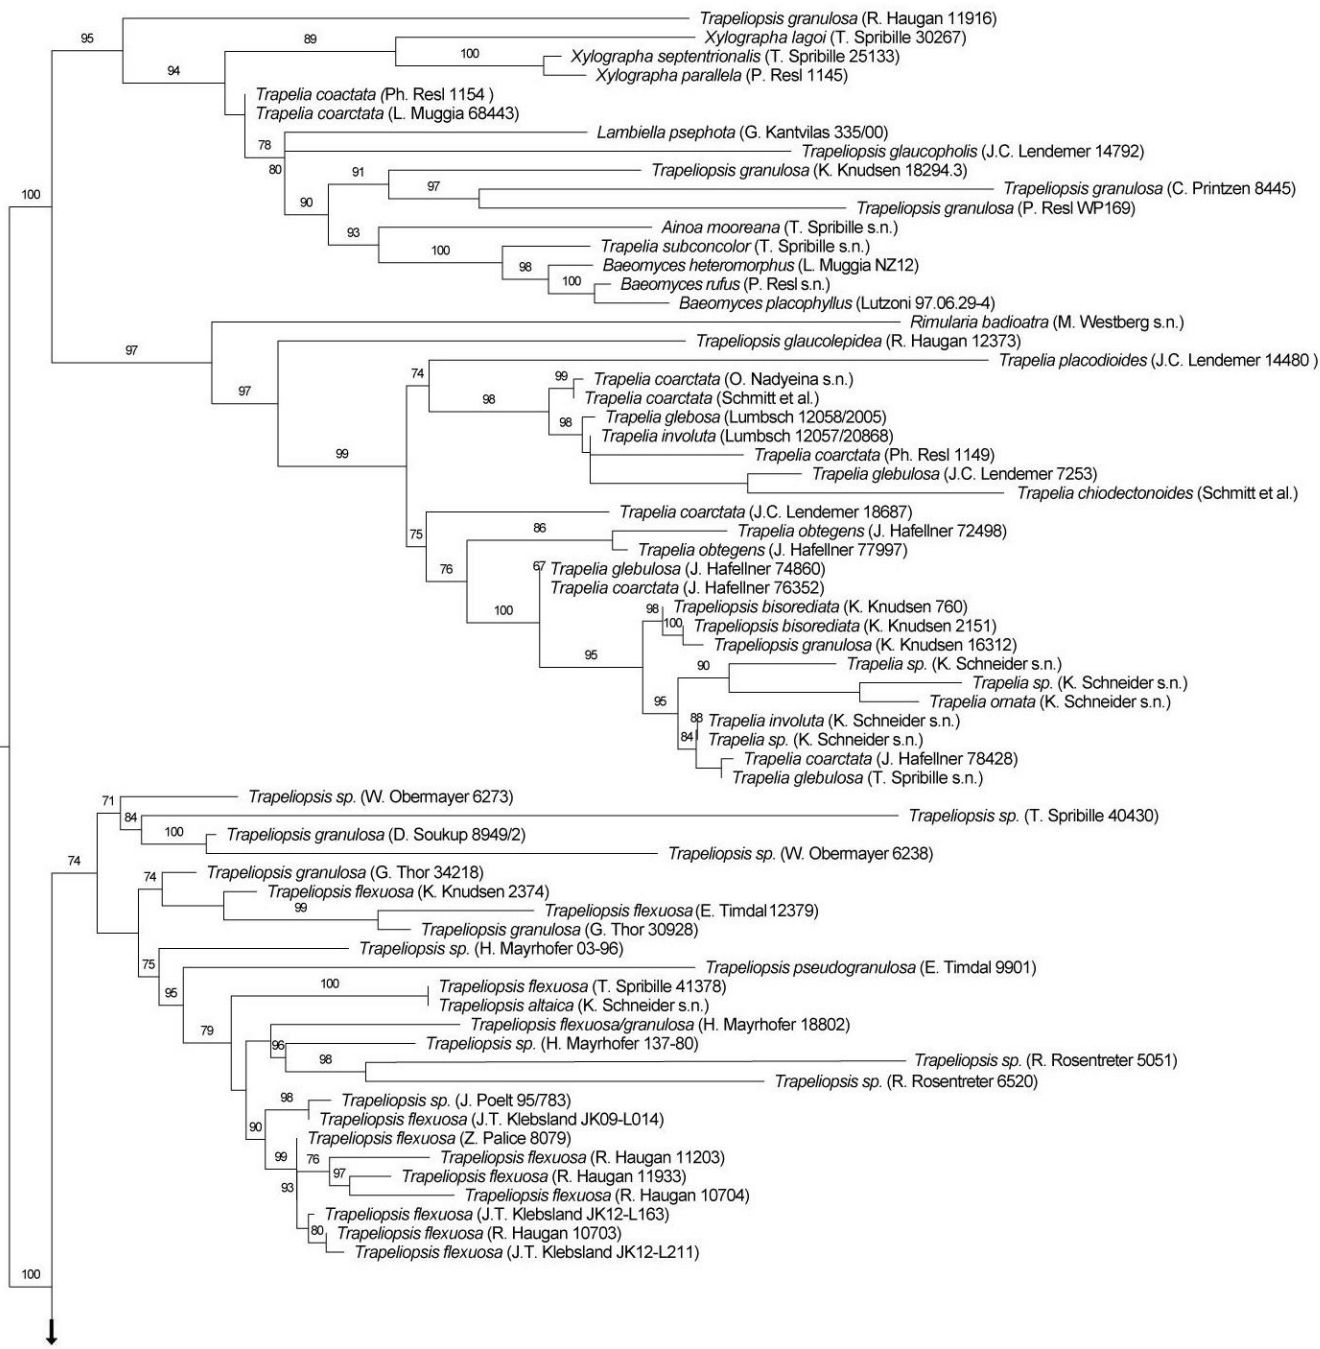 Trapeliopsis granulosa (R. Haugan 11916)
95
89
Xylographa lagoi (T. Spribille 30267)
100
Xylographa septentrionalis (T. Spribille 25133)
94
Xylographa parallela (P. Resl 1145)
Trapelia coactata (Ph. Resl 1154 )
Trapelia coarctata (L. Muggia 68443)
Lambiella psephota (G. Kantvilas 335/00)
78
Trapeliopsis glaucopholis (J.C. Lendemer 14792)
80
91
Trapeliopsis granulosa (K. Knudsen 18294.3)
97
Trapeliopsis granulosa (C. Printzen 8445)
100
90
Trapeliopsis granulosa (P. Resl WP169)
Ainoa mooreana (T. Spribille s.n.)
93
100
Trapelia subconcolor (T. Spribille s.n.)
98
Baeomyces heteromorphus (L. Muggia NZ12)
100
Baeomyces rufus (P. Resl s.n.)
Baeomyces placophyllus (Lutzoni 97.06.29-4)
Rimularia badioatra (M. Westberg s.n.)
97
Trapeliopsis glaucolepidea (R. Haugan 12373)
Trapelia placodioides (J.C. Lendemer 14480 )
74
99
Trapelia coarctata (O. Nadyeina s.n.)
97
98
Trapelia coarctata (Schmitt et al.)
98
Trapelia glebosa (Lumbsch 12058/2005)
Trapelia involuta (Lumbsch 12057/20868)
99
Trapelia coarctata (Ph. Resl 1149)
Trapelia glebulosa (J.C. Lendemer 7253)
Trapelia chiodectonoides (Schmitt et al.)
Trapelia coarctata (J.C. Lendemer 18687)
75
86
Trapelia obtegens (J. Hafellner 72498)
Trapelia obtegens (J. Hafellner 77997)
76
67
Trapelia glebulosa (J. Hafellner 74860)
Trapelia coarctata (J. Hafellner 76352)
100
98
Trapeliopsis bisorediata (K. Knudsen 760)
100
Trapeliopsis bisorediata (K. Knudsen 2151)
Trapeliopsis granulosa (K. Knudsen 16312)
95
90
Trapelia sp. (K. Schneider s.n.)
Trapelia sp. (K. Schneider s.n.)
95
Trapelia ornata (K. Schneider s.n.)
88
Trapelia involuta (K. Schneider s.n.)
84
Trapelia sp. (K. Schneider s.n.)
Trapelia coarctata (J. Hafellner 78428)
Trapelia glebulosa (T. Spribille s.n.)
71
Trapeliopsis sp. (W. Obermayer 6273)
84
Trapeliopsis sp. (T. Spribille 40430)
100
Trapeliopsis granulosa (D. Soukup 8949/2)
74
Trapeliopsis sp. (W. Obermayer 6238)
74
Trapeliopsis granulosa (G. Thor 34218)
Trapeliopsis flexuosa (K. Knudsen 2374)
99
Trapeliopsis flexuosa (E. Timdal 12379)
Trapeliopsis granulosa (G. Thor 30928)
Trapeliopsis sp. (H. Mayrhofer 03-96)
75
Trapeliopsis pseudogranulosa (E. Timdal 9901)
95
100
Trapeliopsis flexuosa (T. Spribille 41378)
Trapeliopsis altaica (K. Schneider s.n.)
79
Trapeliopsis flexuosa/granulosa (H. Mayrhofer 18802)
96
Trapeliopsis sp. (H. Mayrhofer 137-80)
98
Trapeliopsis sp. (R. Rosentreter 5051)
Trapeliopsis sp. (R. Rosentreter 6520)
98
Trapeliopsis sp. (J. Poelt 95/783)
90
Trapeliopsis flexuosa (J.T. Klebsland JK09-L014)
Trapeliopsis flexuosa (Z. Palice 8079)
99
76
Trapeliopsis flexuosa (R. Haugan 11203)
97
Trapeliopsis flexuosa (R. Haugan 11933)
93
Trapeliopsis flexuosa (R. Haugan 10704)
Trapeliopsis flexuosa (J.T. Klebsland JK12-L163)
80
Trapeliopsis flexuosa (R. Haugan 10703)
Trapeliopsis flexuosa (J.T. Klebsland JK12-L211)
100